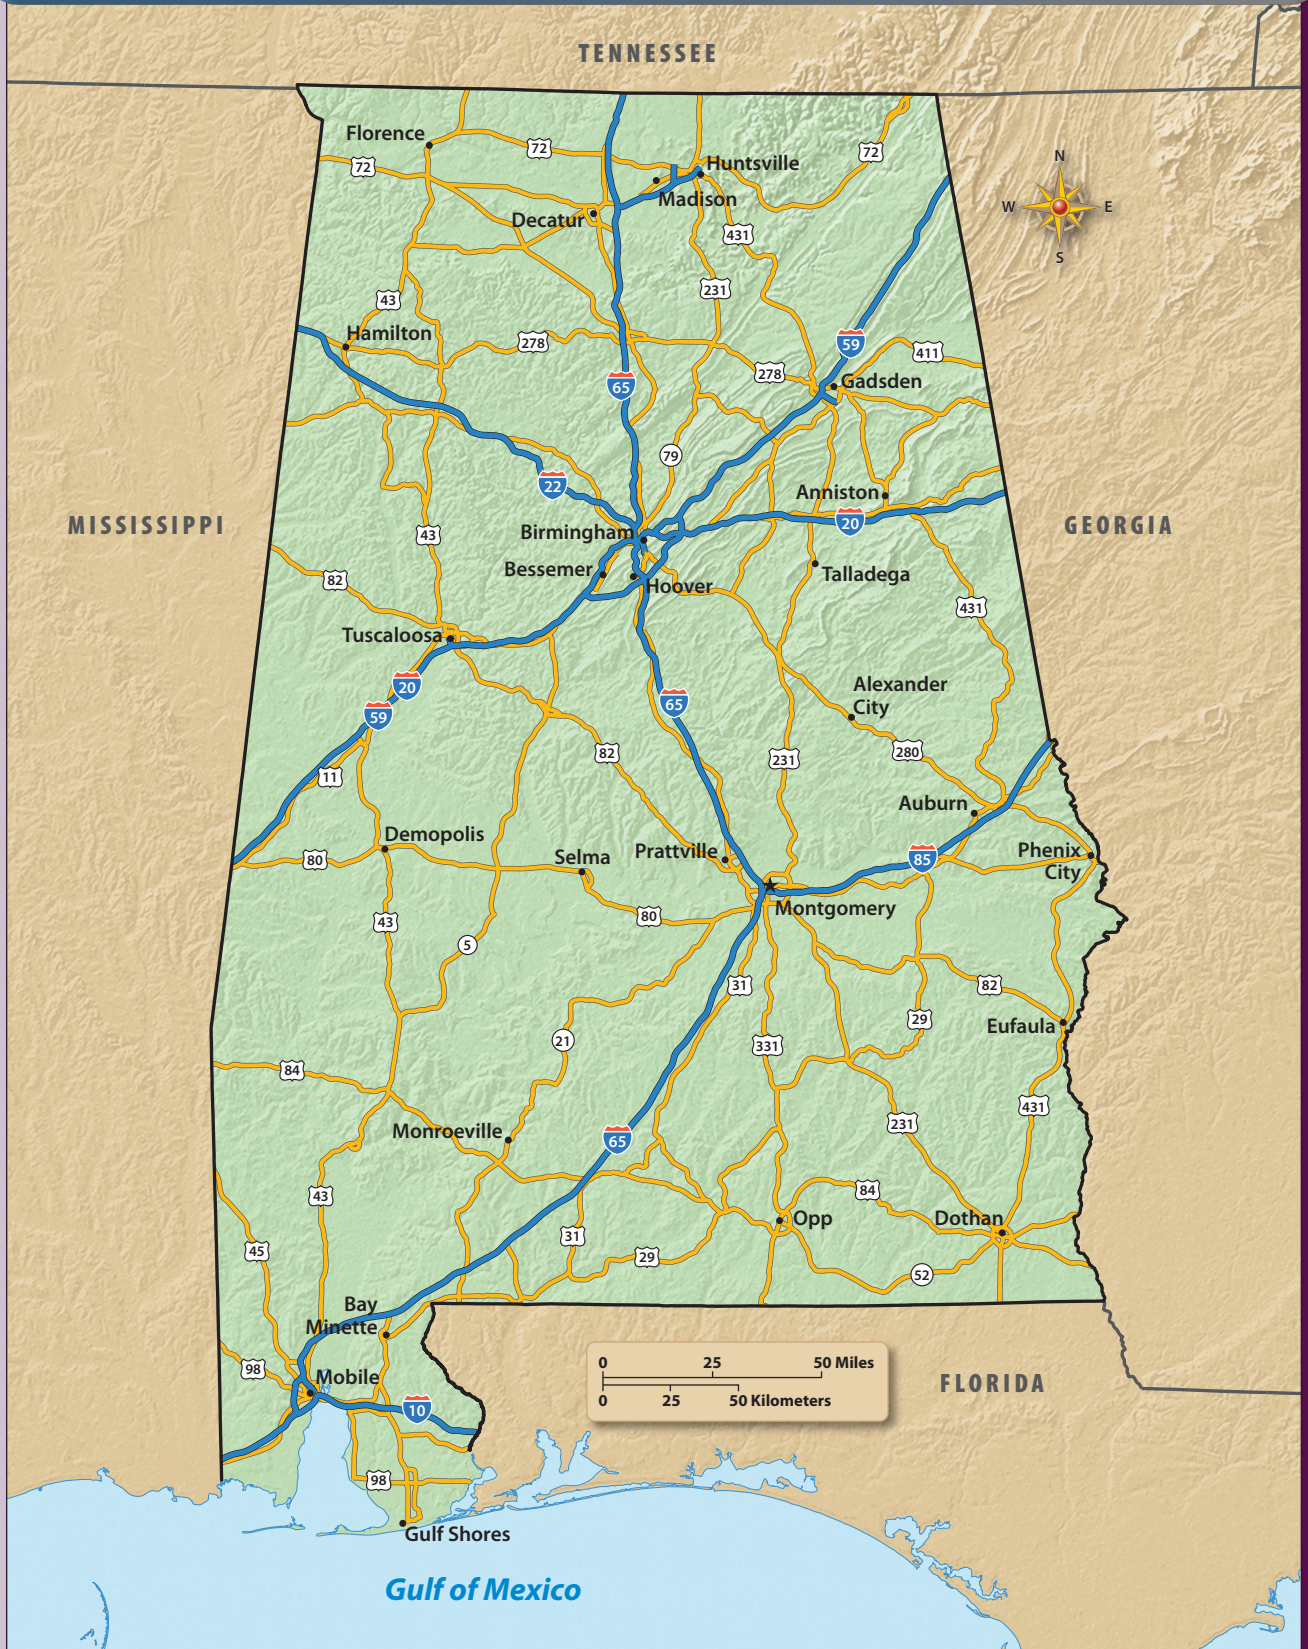 TENNESSEE
Florence
72
72
72
Huntsville
N
Madison
W
E
Decatur
431
S
231
43
Hamilton
278
59
411
278
65
Gadsden
79
22
Anniston
20
MISSISSIPPI
GEORGIA
43
Birmingham
Bessemer
Hoover
Talladega
82
431
Tuscaloosa
20
59
65
Alexander
City
82
231
280
11
Auburn
Demopolis
80
Selma
Prattville
85
Phenix
City
Montgomery
80
43
5
31
82
29
Eufaula
21
331
84
431
Monroeville
65
231
43
84
Opp
Dothan
45
31
29
52
Bay
Minette
98
Mobile
10
0 25 50 Miles
0 25 50 Kilometers
FLORIDA
98
Gulf Shores
Gulf of Mexico